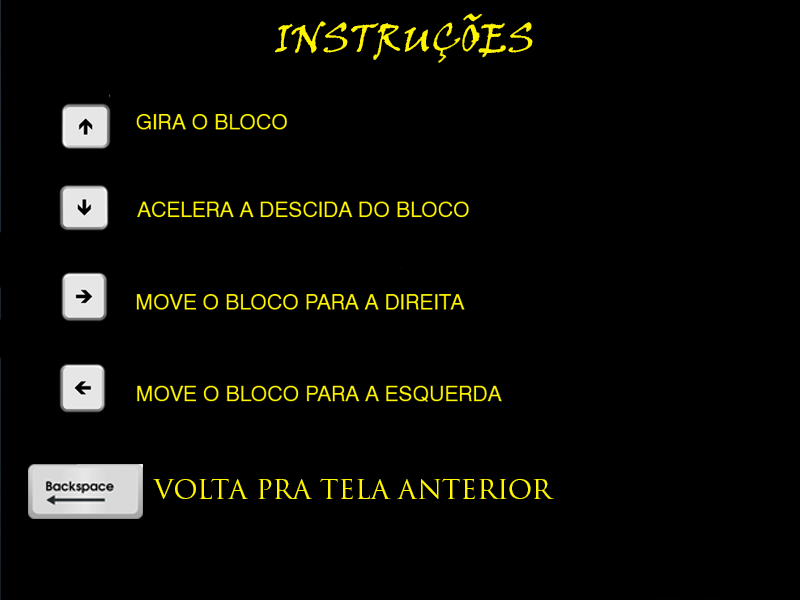 INSTRUÇÕES
GIRA O BLOCO
ACELERA A DESCIDA DO BLOCO
MOVE O BLOCO PARA A DIREITA
MOVE O BLOCO PARA A ESQUERDA
Backspace
VOLTA PRA TELA ANTERIOR